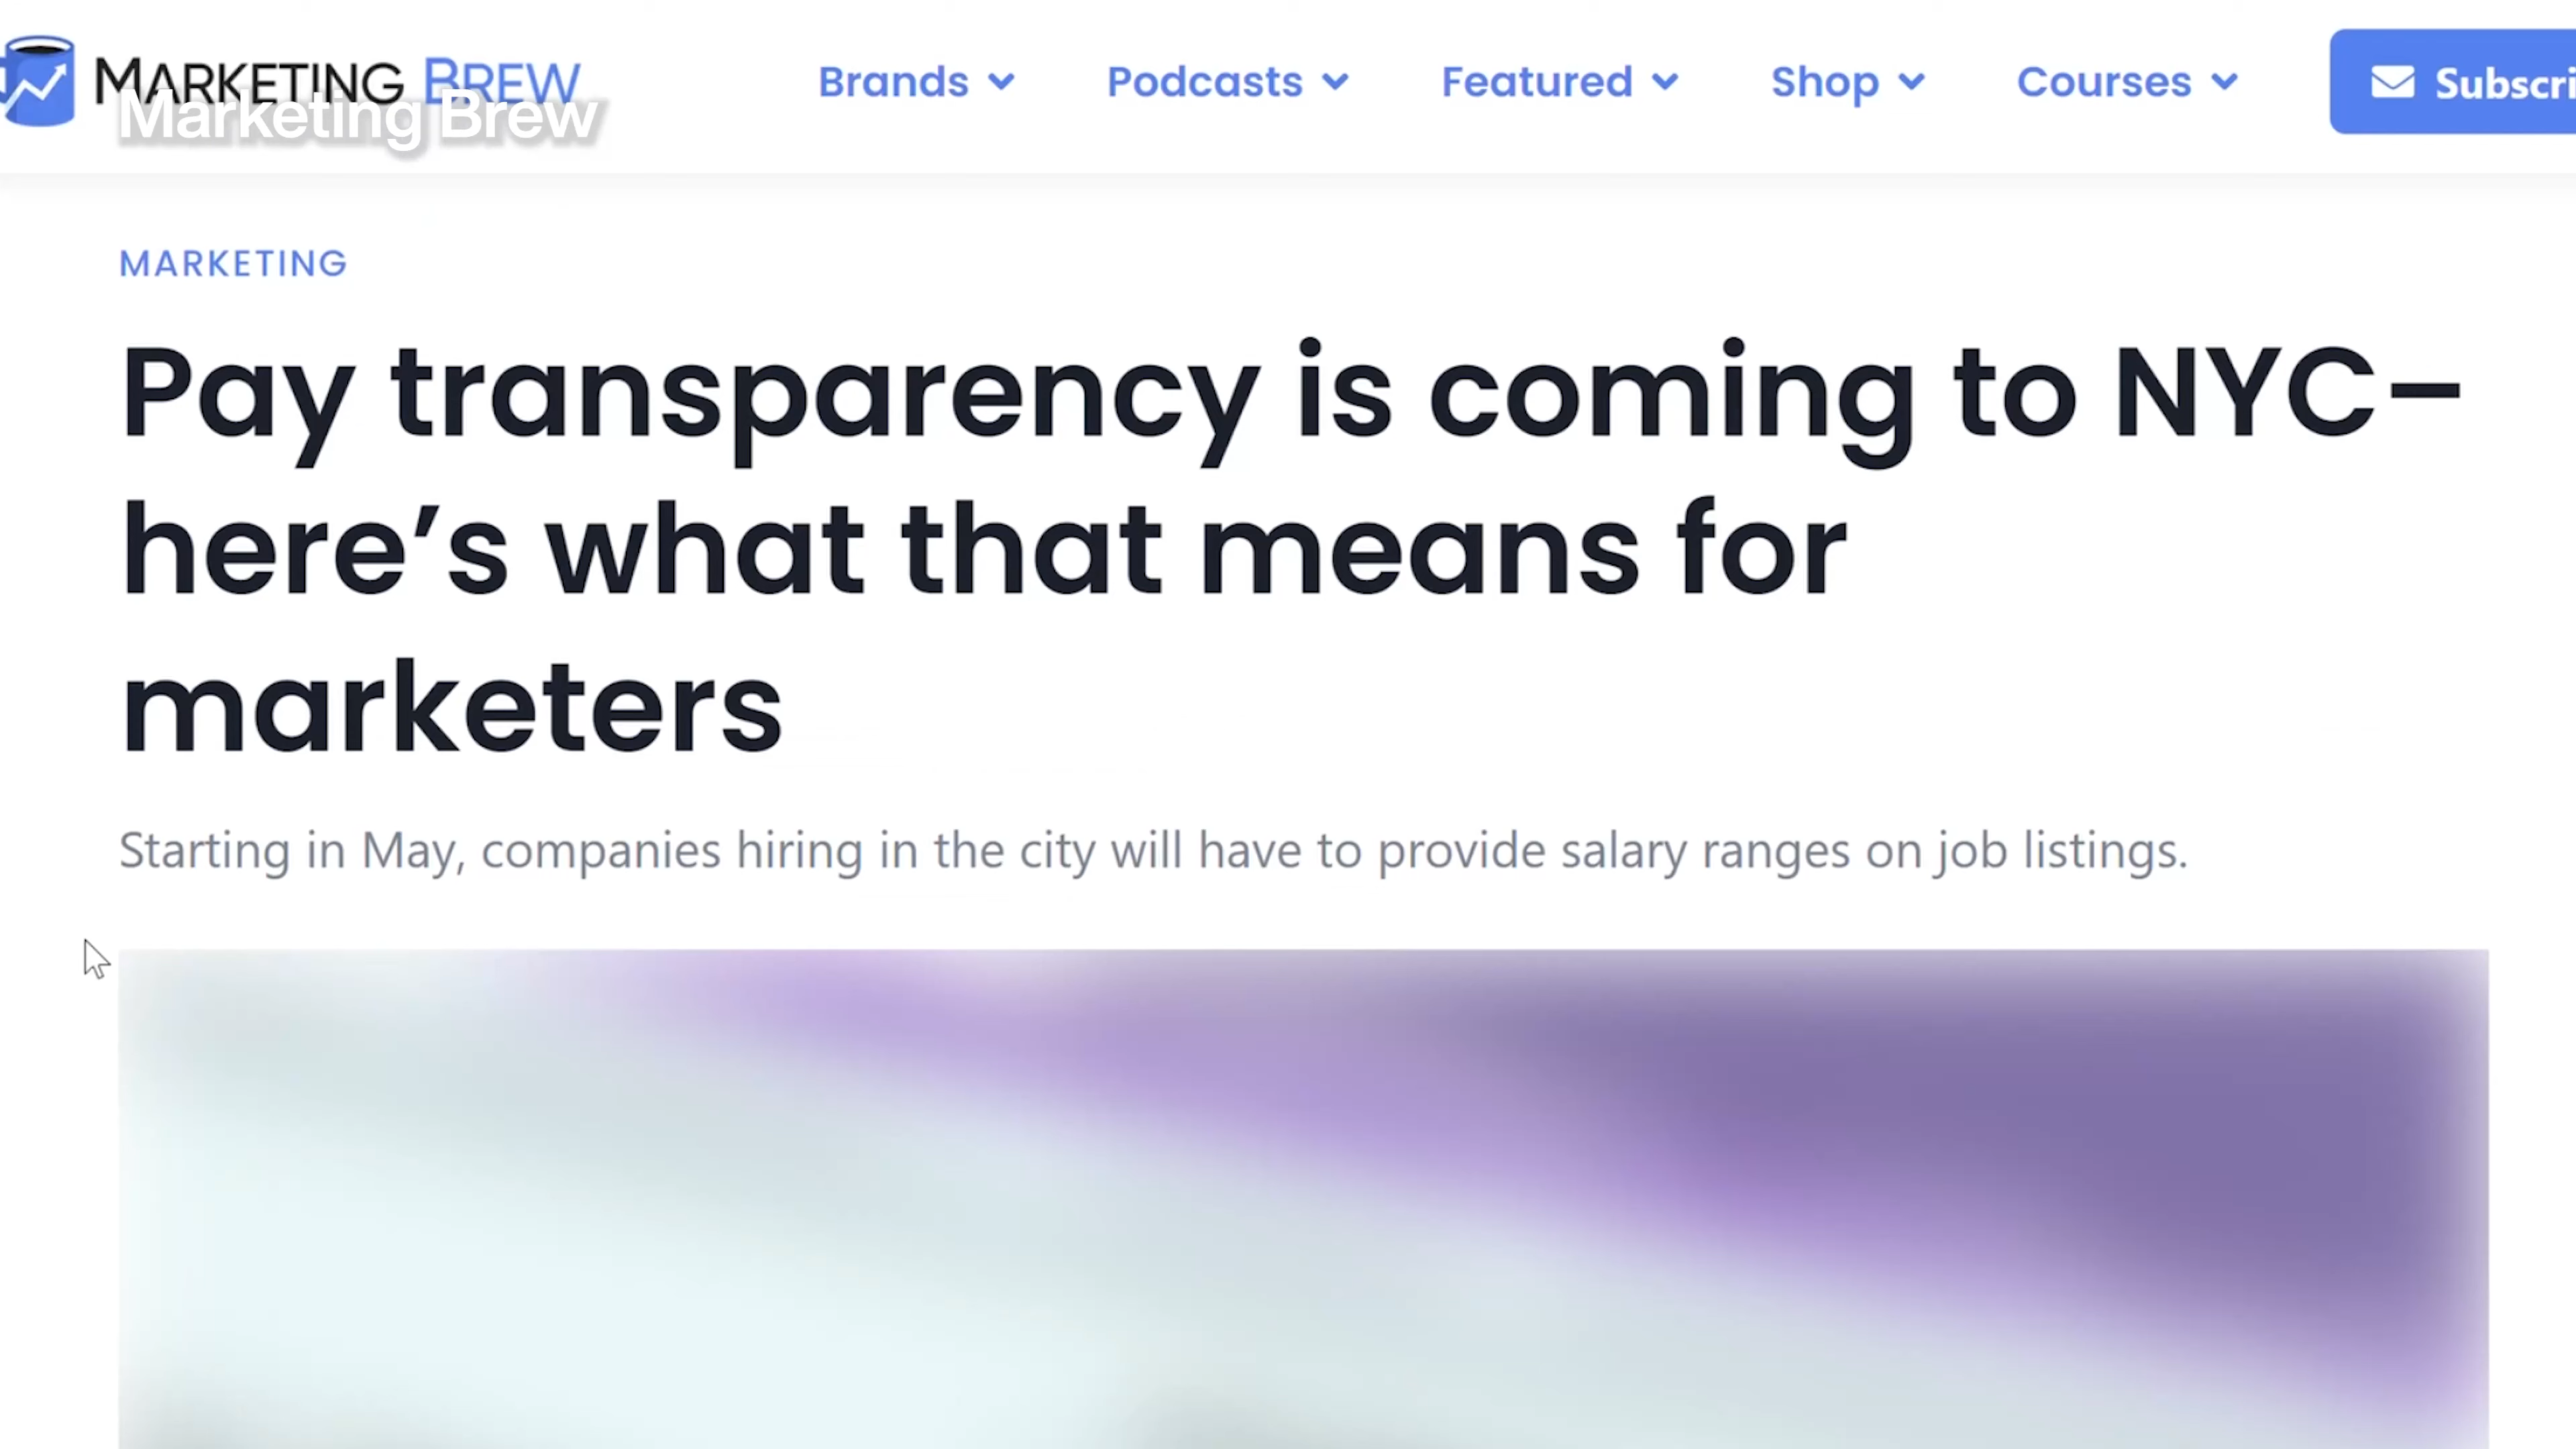 MARKETING BREW
Marketing Brew
Brands
Podcasts
Featured
Shop
Courses
Subscri
MARKETING
Pay transparency is coming to NYC–
here’s what that means for
marketers
Starting in May, companies hiring in the city will have to provide salary ranges on job listings.